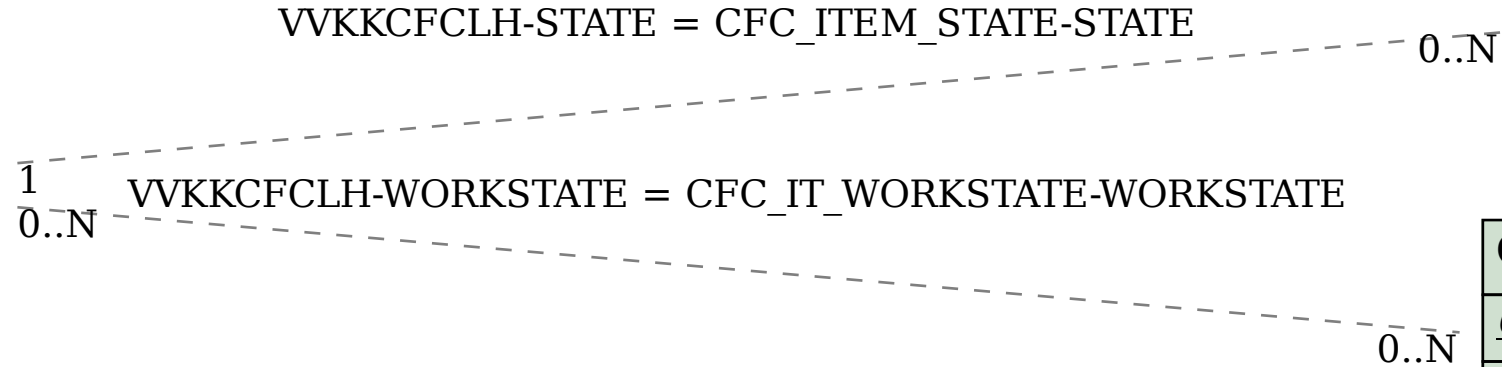 VVKKCFCLH-STATE = CFC_ITEM_STATE-STATE
0..N
1
VVKKCFCLH-WORKSTATE = CFC_IT_WORKSTATE-WORKSTATE
0..N
0..N